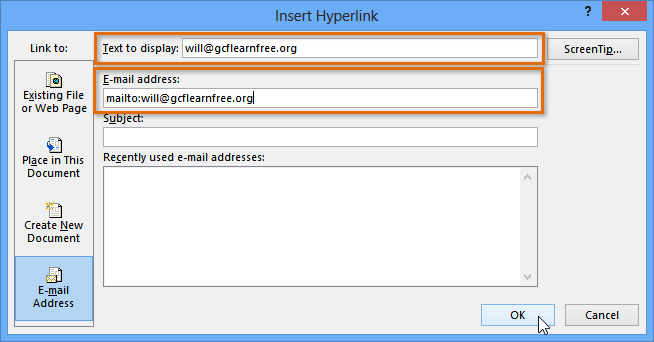 Insert Hyperlink
?
Link to:
Text to display: will@gcflearnfree.org
ScreenTip...
Existing File
or Web Page
E-mail address:
mailto:will@gcflearnfree.org
Subject:
Place in This
Document
Recently used e-mail addresses:
Create New
Document
E-mail
Address
OK
Cancel